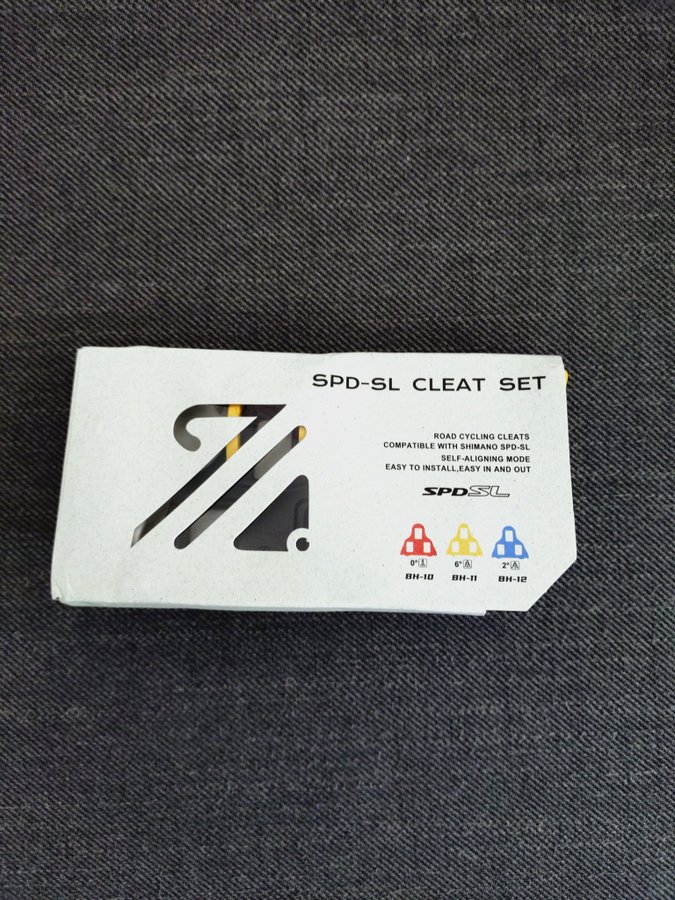 SPD-SL CLEAT SET
ROAD CYCLING CLEATS
COMPATIBLE WITH SHIMANO SPD-SL
SELF-ALIGNING MODE
EASY TO INSTALL,EASY IN AND OUT
SPDSL
0° 6° 2°
BH-10 BH-11 BH-12